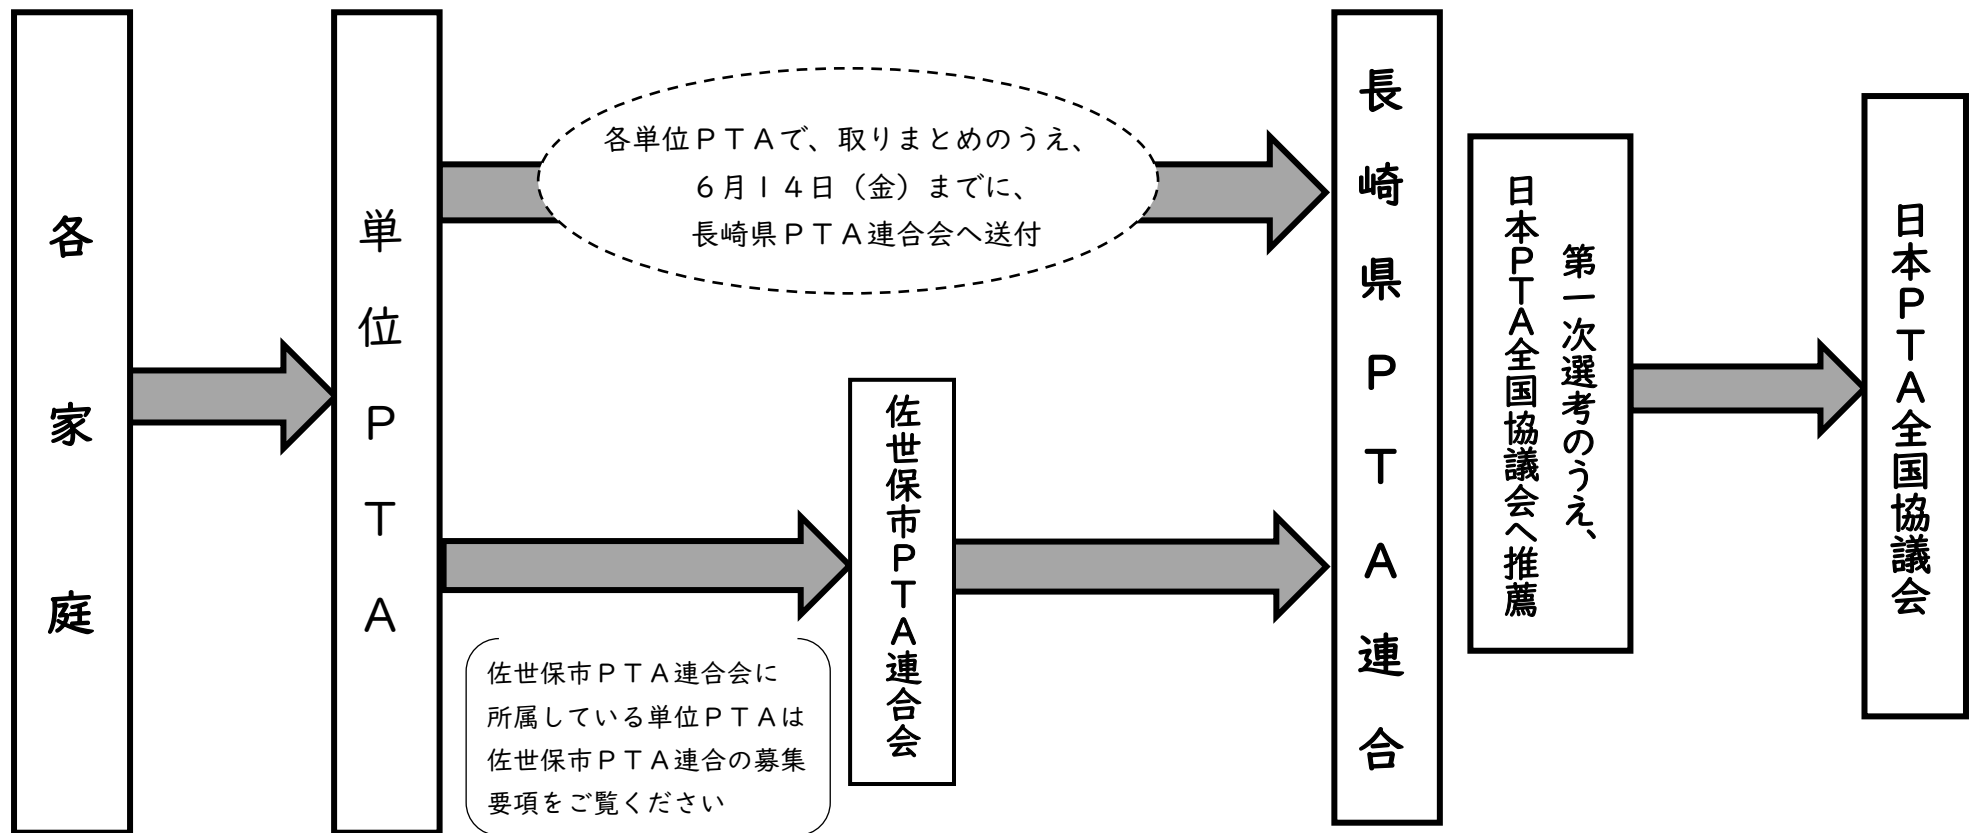 各家庭
単位ＰＴＡ
各単位ＰＴＡで、取りまとめのうえ、
６月１４日（金）までに、
長崎県ＰＴＡ連合会へ送付
佐世保市ＰＴＡ連合会に
所属している単位ＰＴＡは
佐世保市ＰＴＡ連合の募集
要項をご覧ください
佐世保市ＰＴＡ連合会
長崎県ＰＴＡ連合
第一次選考のうえ、
日本ＰＴＡ全国協議会へ推薦
日本ＰＴＡ全国協議会